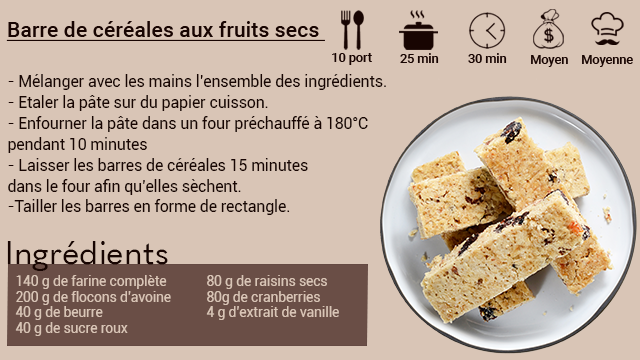 Barre de céréales aux fruits secs
10 port
25 min
30 min
Moyen
Moyenne
- Mélanger avec les mains l'ensemble des ingrédients.
- Etaler la pâte sur du papier cuisson.
- Enfourner la pâte dans un four préchauffé à 180°C
pendant 10 minutes
- Laisser les barres de céréales 15 minutes
dans le four afin qu'elles sèchent.
-Tailler les barres en forme de rectangle.
Ingrédients
140 g de farine complète
200 g de flocons d'avoine
40 g de beurre
40 g de sucre roux
80 g de raisins secs
80g de cranberries
4 g d'extrait de vanille